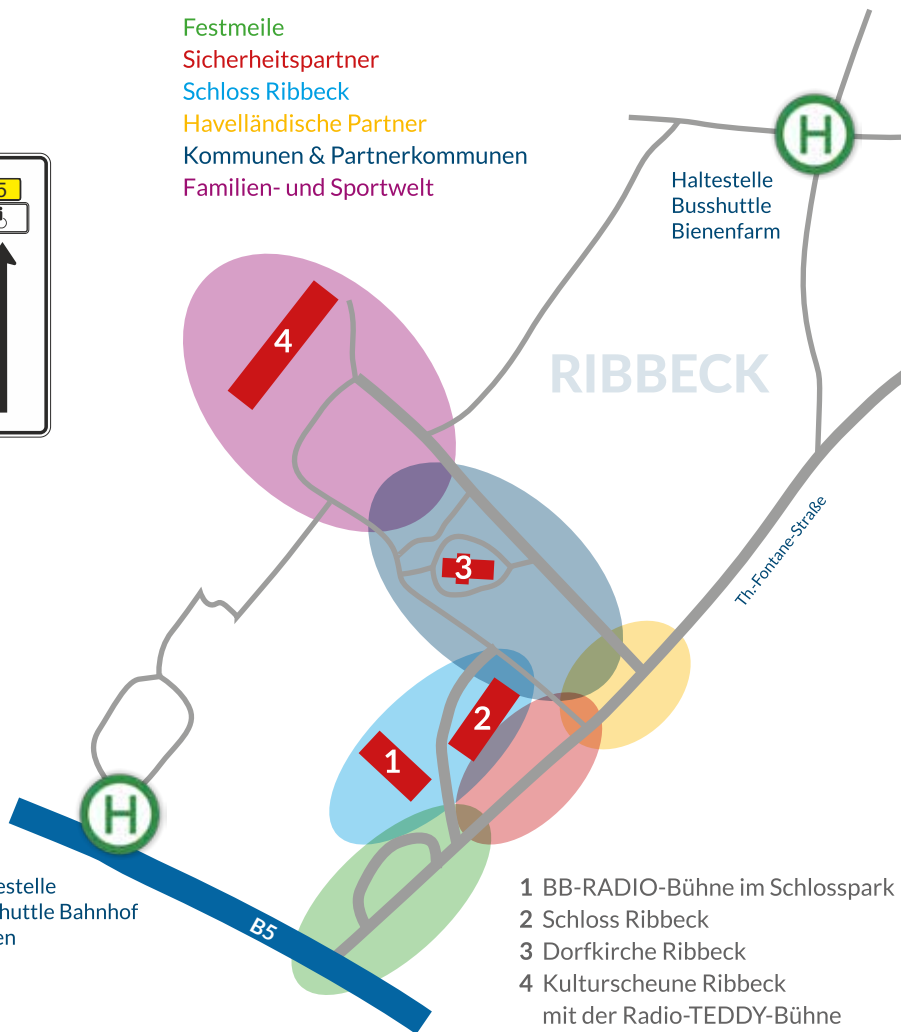 Festmeile
Sicherheitspartner
Schloss Ribbeck
Havelländische Partner
Kommunen & Partnerkommunen
Familien- und Sportwelt
5
H
Haltestelle
Busshuttle
Bienenfarm
4
RIBBECK
3
Th.-Fontane-Straße
2
1
H
estelle
huttle Bahnhof
en
B5
1 BB-RADIO-Bühne im Schlosspark
2 Schloss Ribbeck
3 Dorfkirche Ribbeck
4 Kulturscheune Ribbeck
mit der Radio-TEDDY-Bühne